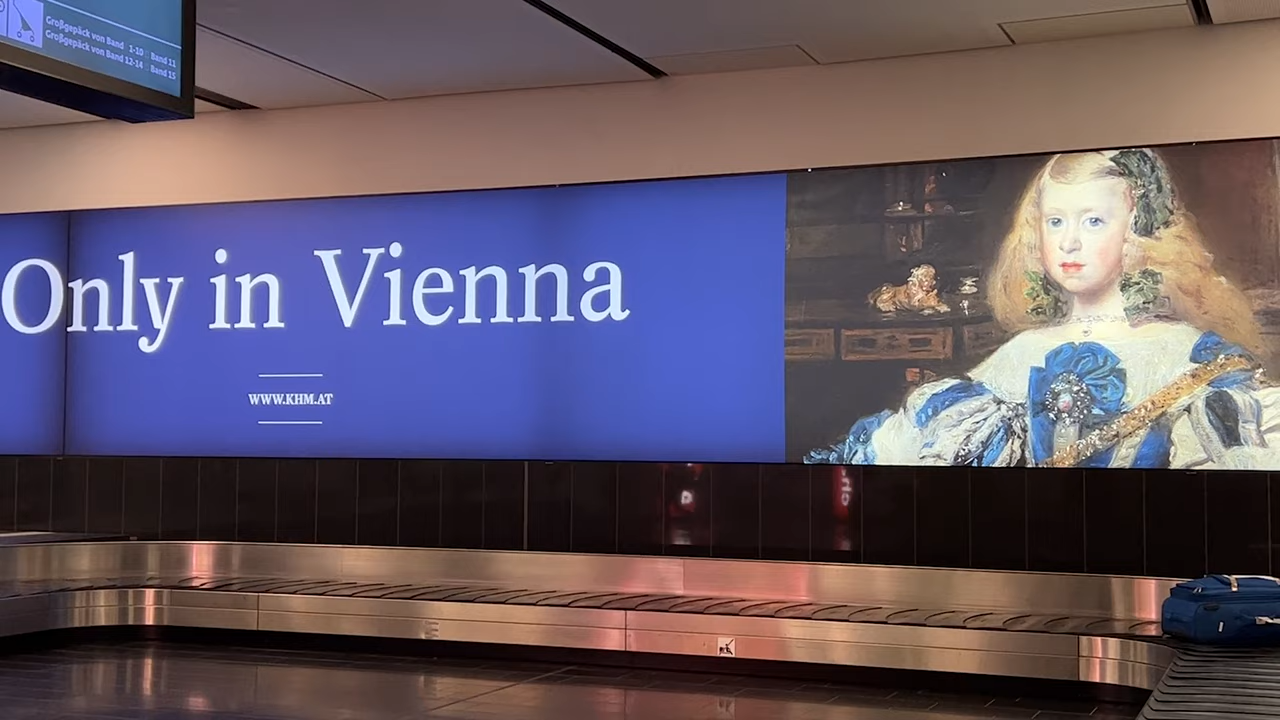 Großgepäck von Band 1-10 Band 11
Großgepäck von Band 12-14 Band 15
Only in Vienna
WWW.KHM.AT